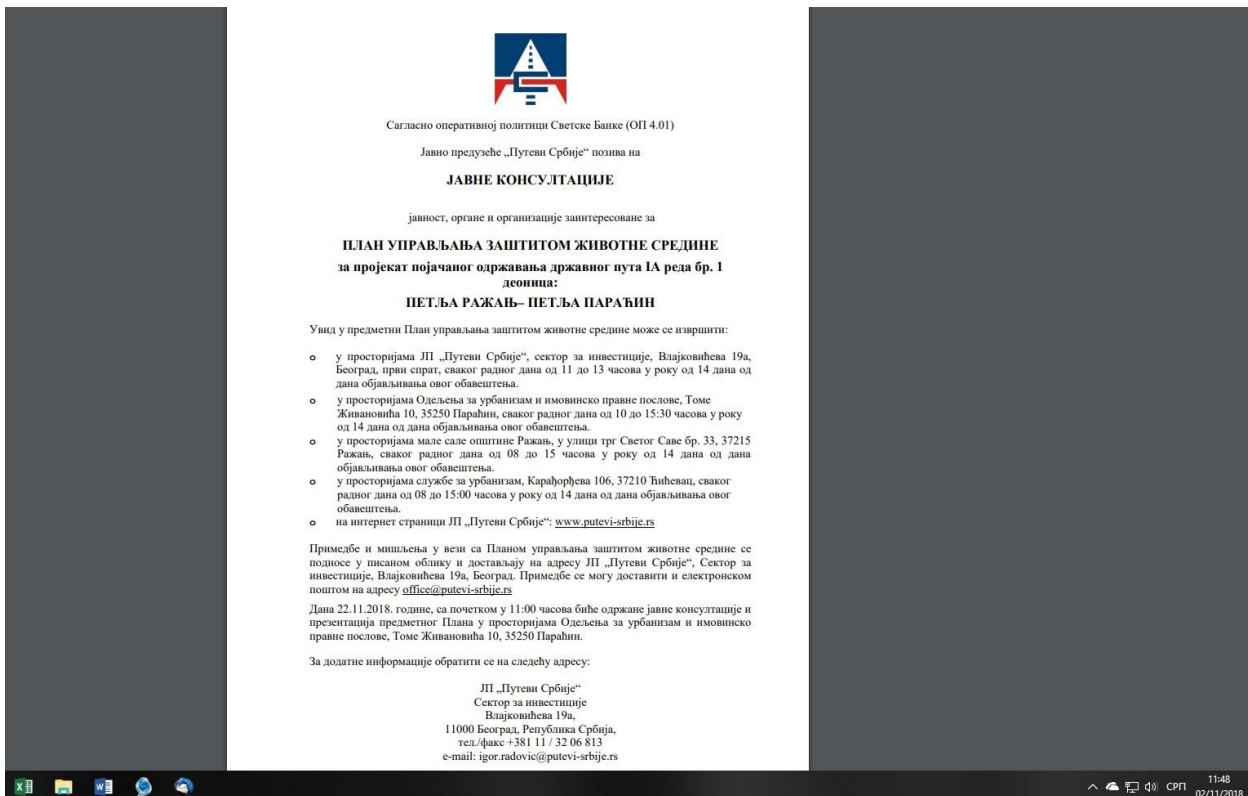 Сагласно оперативној политици Светске Банке (ОП 4.01)
Јавно предузеће „Путеви Србије“ позива на
ЈАВНЕ КОНСУЛТАЦИЈЕ
јавност, органе и организације заинтересоване за
ПЛАН УПРАВЉАЊА ЗАШТИТОМ ЖИВОТНЕ СРЕДИНЕ
за пројекат појачаног одржавања државног пута IA реда бр. 1
деоница:
ПЕТЉА РАЖАЊ– ПЕТЉА ПАРАЋИН
Увид у предметни План управљања заштитом животне средине може се извршити:
o у просторијама ЈП „Путеви Србије“, сектор за инвестиције, Влајковићева 19а,
Београд, први спрат, сваког радног дана од 11 до 13 часова у року од 14 дана од
дана објављивања овог обавештења.
o у просторијама Одељења за урбанизам и имовинско правне послове, Томе
Живановића 10, 35250 Параћин, сваког радног дана од 10 до 15:30 часова у року
од 14 дана од дана објављивања овог обавештења.
o у просторијама мале сале општине Ражањ, у улици трг Светог Саве бр. 33, 37215
Ражањ, сваког радног дана од 08 до 15 часова у року од 14 дана од дана
објављивања овог обавештења.
o у просторијама службе за урбанизам, Карађорђева 106, 37210 Ћићевац, сваког
радног дана од 08 до 15:00 часова у року од 14 дана од дана објављивања овог
обавештења.
o на интернет страници ЈП „Путеви Србије“: www.putevi-srbije.rs
Примедбе и мишљења у вези са Планом управљања заштитом животне средине се
подносе у писаном облику и достављају на адресу ЈП „Путеви Србије“, Сектор за
инвестиције, Влајковићева 19а, Београд. Примедбе се могу доставити и електронском
поштом на адресу office@putevi-srbije.rs
Дана 22.11.2018. године, са почетком у 11:00 часова биће одржане јавне консултације и
презентација предметног Плана у просторијама Одељења за урбанизам и имовинско
правне послове, Томе Живановића 10, 35250 Параћин.
За додатне информације обратити се на следећу адресу:
ЈП „Путеви Србије“
Сектор за инвестиције
Влајковићева 19а,
11000 Београд, Република Србија,
тел./факс +381 11 / 32 06 813
e-mail: igor.radovic@putevi-srbije.rs
СРП
11:48
02/11/2018